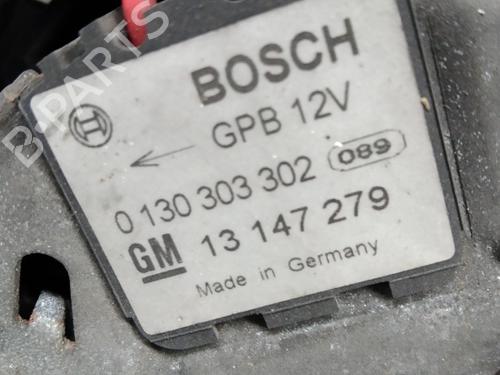 BOSCH
GPB 12V
0 130 303 302 089
GM 13 147 279
Made in Germany
B-PARTS